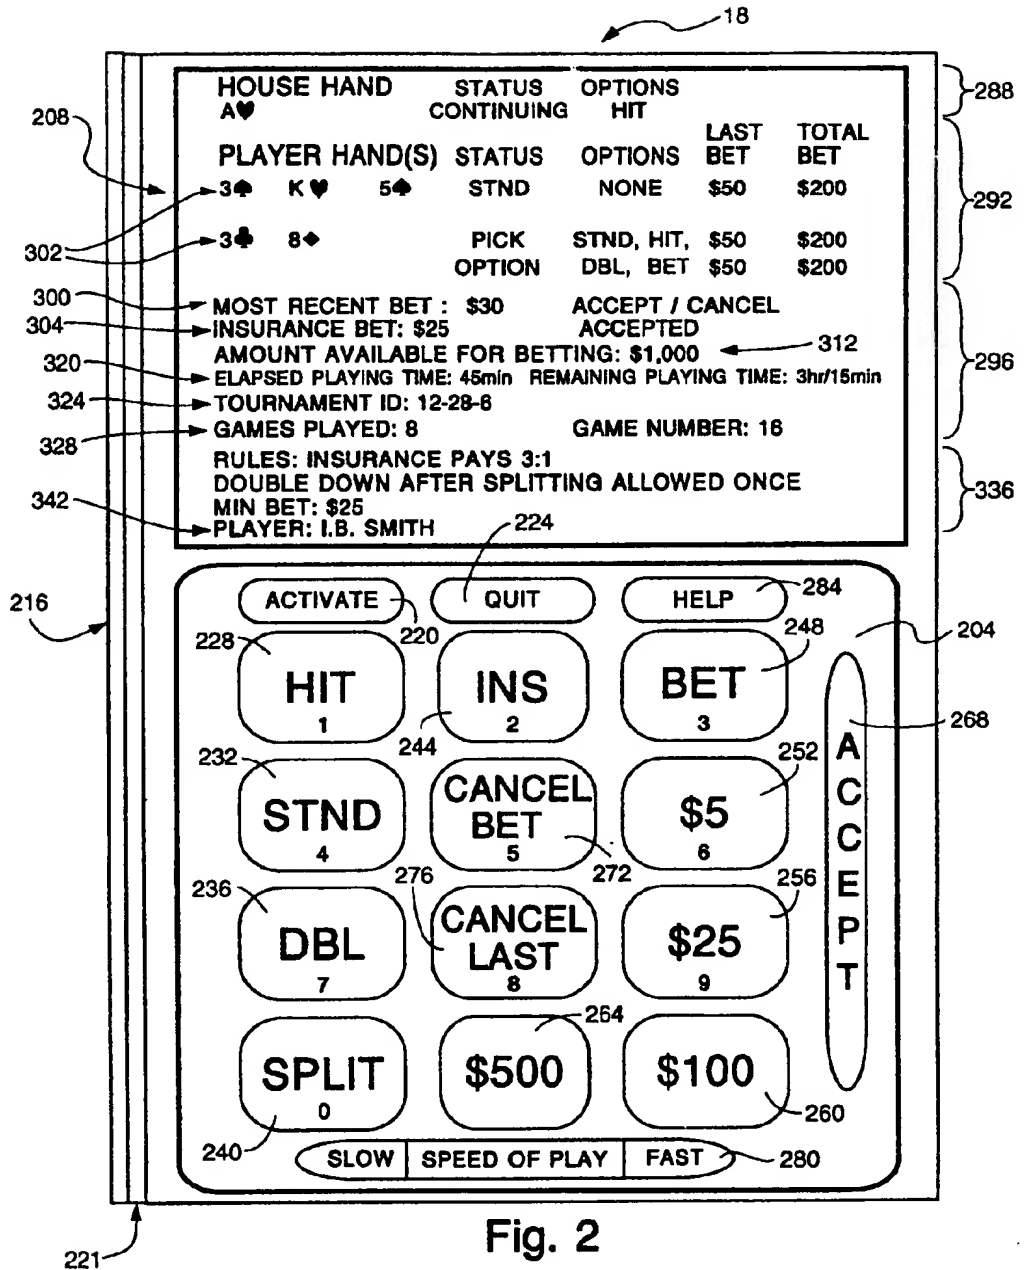 18
HOUSE HAND STATUS OPTIONS
A♥ CONTINUING HIT
288
208
LAST TOTAL
PLAYER HAND(S) STATUS OPTIONS BET BET
3♠ K♥ 5♠ STND NONE $50 $200
292
302
3♣ 8♦ PICK STND, HIT, $50 $200
OPTION DBL, BET $50 $200
300
MOST RECENT BET : $30 ACCEPT / CANCEL
304
INSURANCE BET: $25 ACCEPTED
AMOUNT AVAILABLE FOR BETTING: $1,000
312
296
320
ELAPSED PLAYING TIME: 45min REMAINING PLAYING TIME: 3hr/15min
324
TOURNAMENT ID: 12-28-6
328
GAMES PLAYED: 8 GAME NUMBER: 16
RULES: INSURANCE PAYS 3:1
DOUBLE DOWN AFTER SPLITTING ALLOWED ONCE
336
342
MIN BET: $25
PLAYER: I.B. SMITH
224
216
ACTIVATE QUIT HELP
284
220
204
228
248
HIT INS BET
1 2 3
268
244
232
252
STND CANCEL BET $5
4 5 6
272
276
236
256
DBL CANCEL LAST $25
7 8 9
ACCEPT
264
SPLIT $500 $100
0
260
240
SLOW SPEED OF PLAY FAST
280
221
Fig. 2